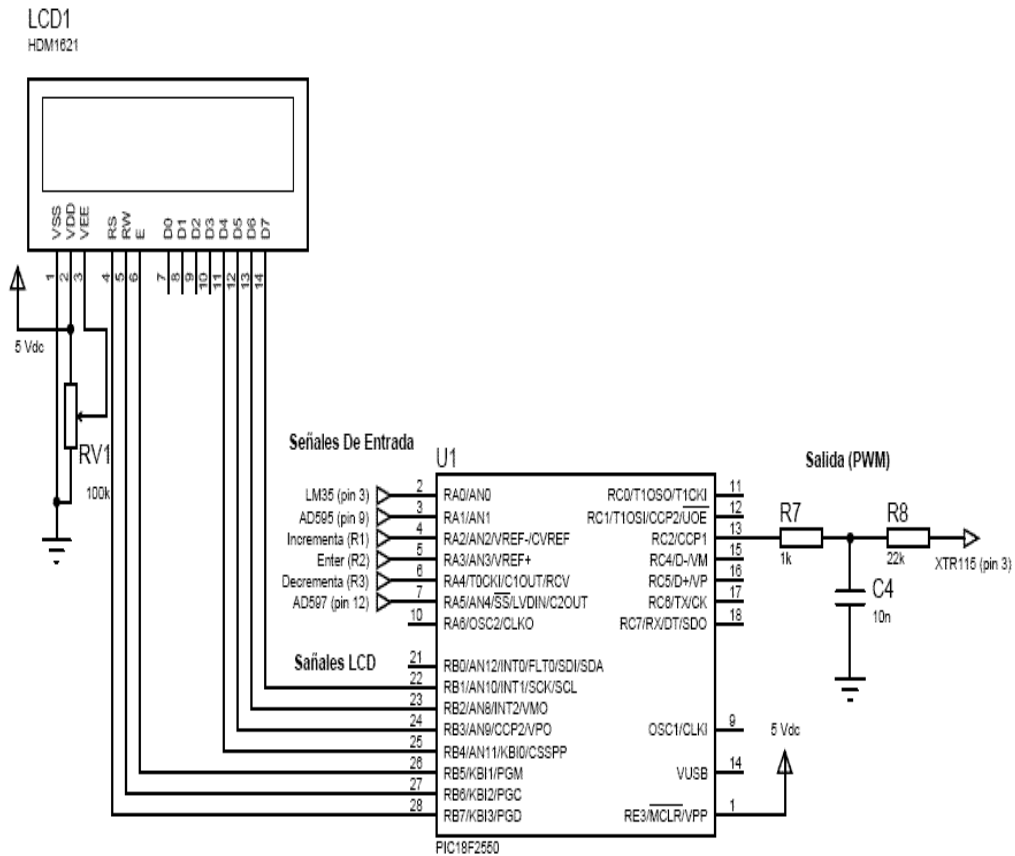 LCD1
HDM1621
VSS
VDD
VEE
RS
RW
E
D0
D1
D2
D3
D4
D5
D6
D7
1
2
3
4
5
6
7
8
9
10
11
12
13
14
5 Vdc
RV1
100k
Señales De Entrada
U1
Salida (PWM)
LM35 (pin 3) 2 RA0/AN0 RC0/T1OSO/T1CKI 11
AD595 (pin 9) 3 RA1/AN1 RC1/T1OSI/CCP2/UOE 12
Incrementa (R1) 4 RA2/AN2/VREF-/CVREF RC2/CCP1 13
Enter (R2) 5 RA3/AN3/VREF+ RC4/D-/VM 15
Decrementa (R3) 6 RA4/T0CKI/C1OUT/RCV RC5/D+/VP 16
AD597 (pin 12) 7 RA5/AN4/SS/LVDIN/C2OUT RC6/TX/CK 17
10 RA6/OSC2/CLKO RC7/RX/DT/SDO 18
R7
1k
R8
22k
XTR115 (pin 3)
C4
10n
Sañales LCD
21 RB0/AN12/INT0/FLT0/SDI/SDA
22 RB1/AN10/INT1/SCK/SCL
23 RB2/AN8/INT2/VMO
24 RB3/AN9/CCP2/VPO OSC1/CLKI 9
25 RB4/AN11/KBI0/CSSPP
26 RB5/KBI1/PGM VUSB 14
27 RB6/KBI2/PGC
28 RB7/KBI3/PGD RE3/MCLR/VPP 1
5 Vdc
PIC18F2550